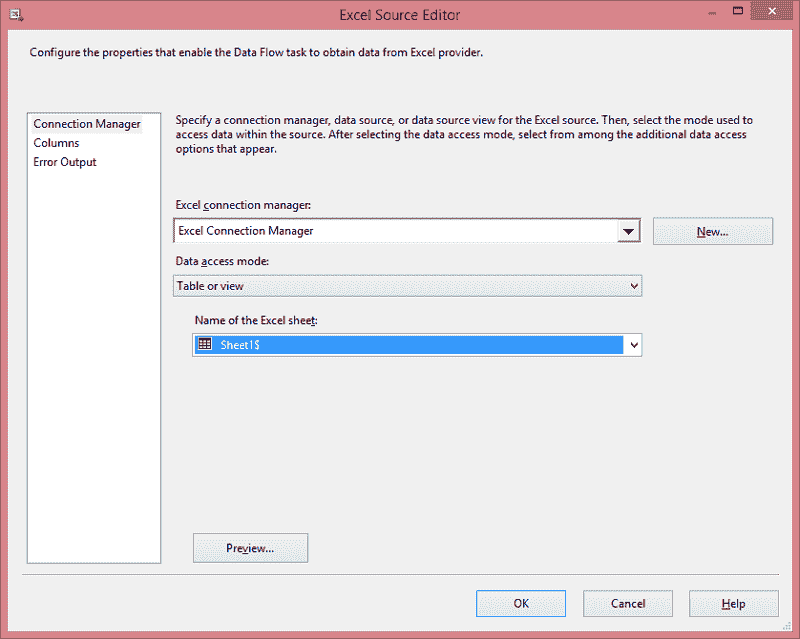 Excel Source Editor
Configure the properties that enable the Data Flow task to obtain data from Excel provider.
Connection Manager
Columns
Error Output
Specify a connection manager, data source, or data source view for the Excel source. Then, select the mode used to
access data within the source. After selecting the data access mode, select from among the additional data access
options that appear.
Excel connection manager:
Excel Connection Manager
New...
Data access mode:
Table or view
Name of the Excel sheet:
Sheet1$
Preview...
OK
Cancel
Help